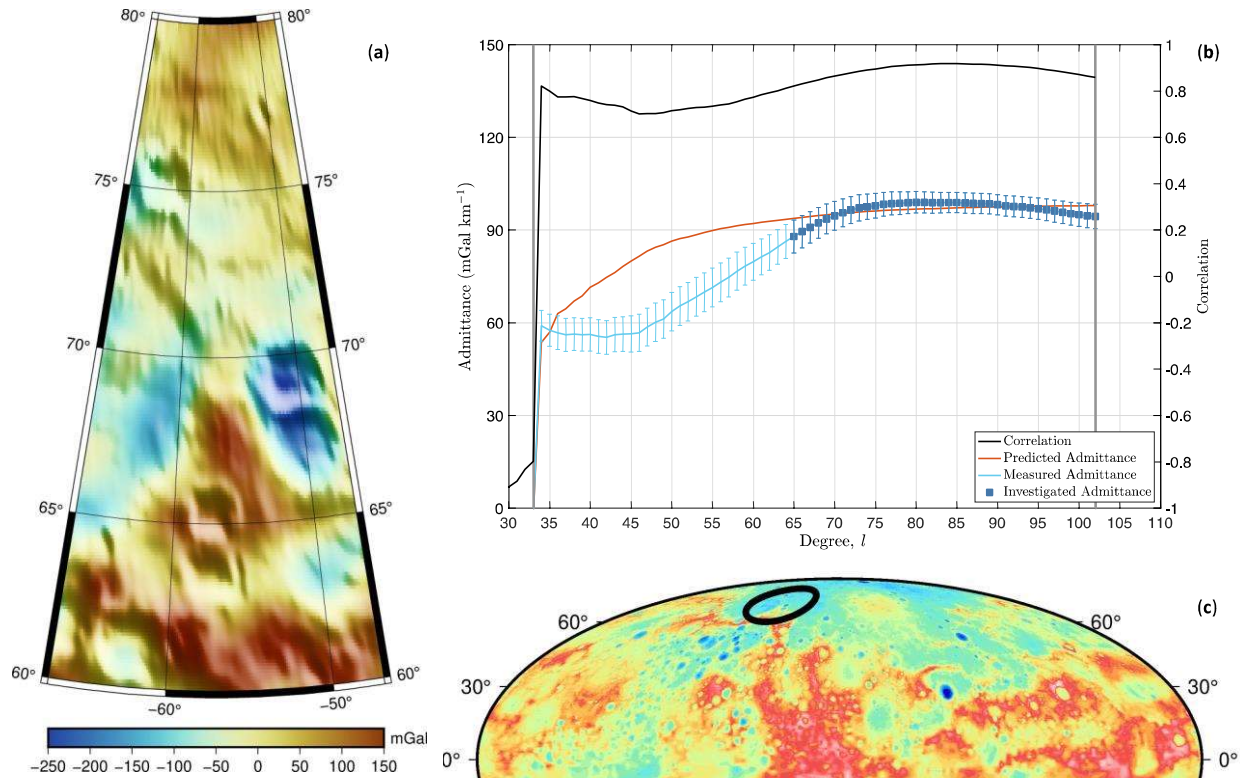 80°
80°
(a)
75°
75°
70°
70°
65°
65°
60°
60°
−60°
−50°
mGal
−250 −200 −150 −100 −50 0 50 100 150
(b)
150
120
90
60
30
0
Admittance (mGal km⁻¹)
1
0.8
0.6
0.4
0.2
0
-0.2
-0.4
-0.6
-0.8
-1
Correlation
Correlation
Predicted Admittance
Measured Admittance
Investigated Admittance
30 35 40 45 50 55 60 65 70 75 80 85 90 95 100 105 110
Degree, l
(c)
60°
60°
30°
30°
0°
0°